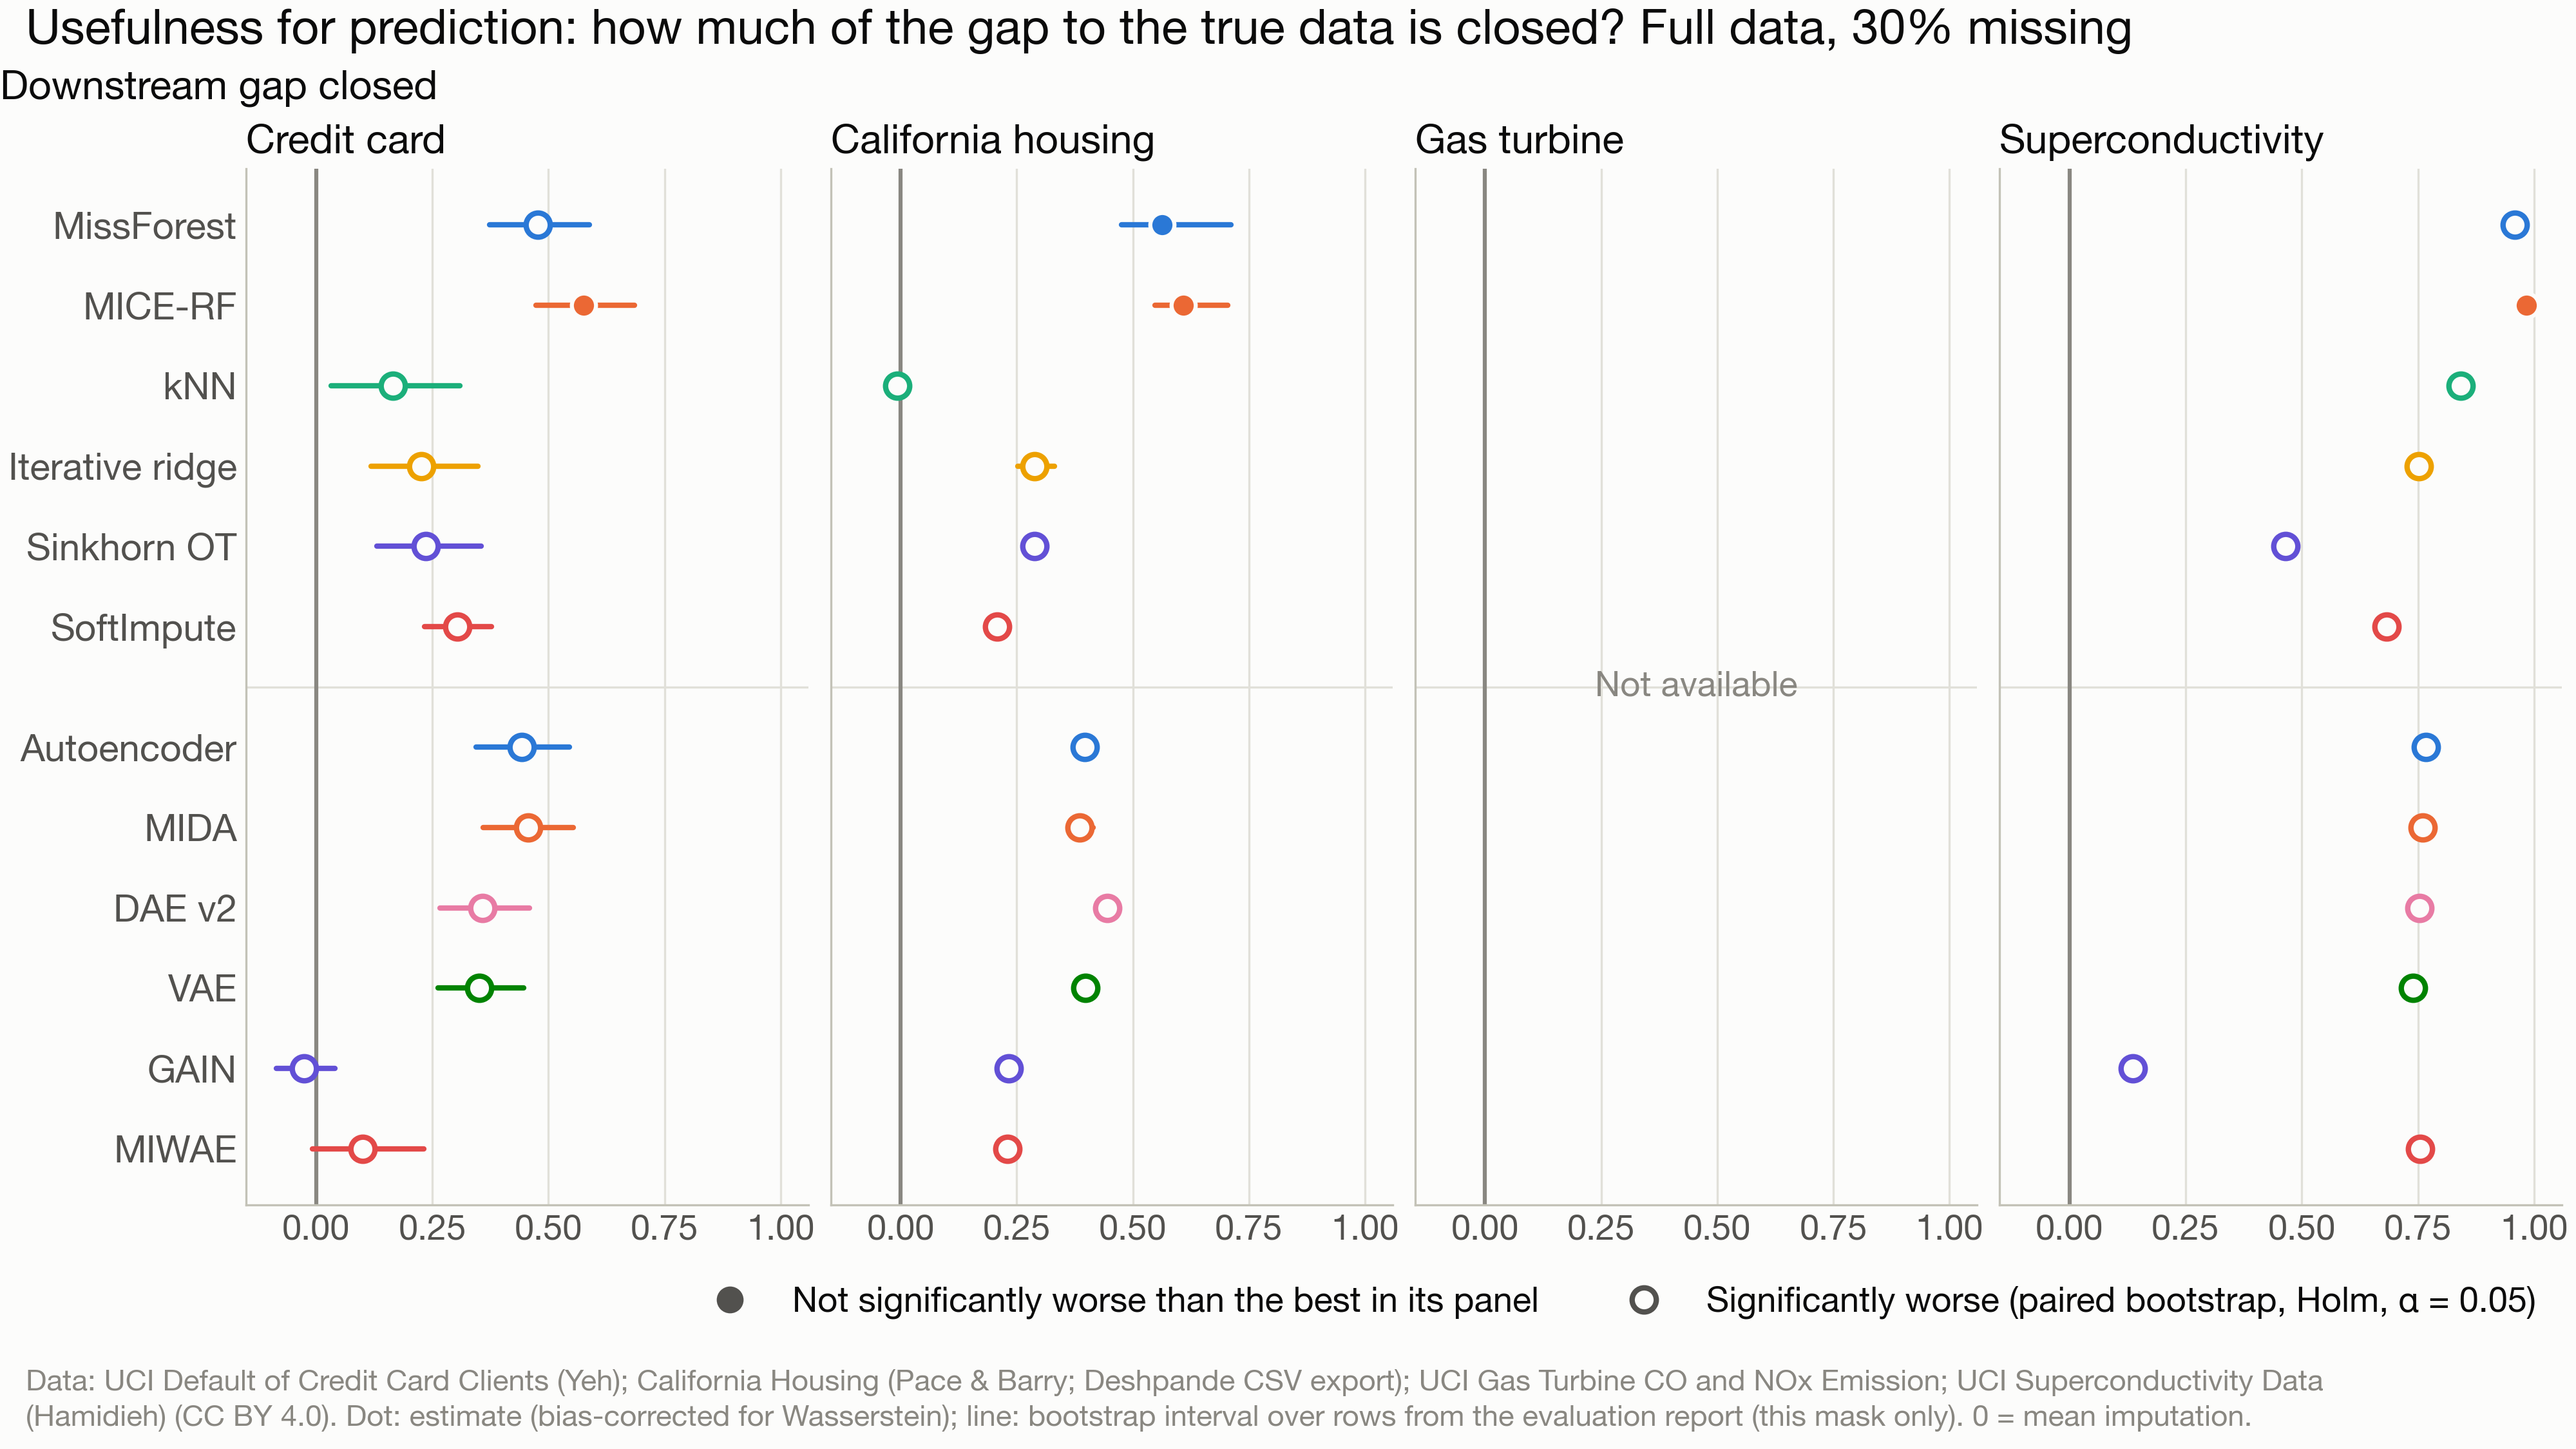 Usefulness for prediction: how much of the gap to the true data is closed? Full data, 30% missing
Downstream gap closed
Credit card
California housing
Gas turbine
Superconductivity
MissForest
MICE-RF
kNN
Iterative ridge
Sinkhorn OT
SoftImpute
Not available
Autoencoder
MIDA
DAE v2
VAE
GAIN
MIWAE
0.00 0.25 0.50 0.75 1.00
0.00 0.25 0.50 0.75 1.00
0.00 0.25 0.50 0.75 1.00
0.00 0.25 0.50 0.75 1.00
Not significantly worse than the best in its panel
Significantly worse (paired bootstrap, Holm, α = 0.05)
Data: UCI Default of Credit Card Clients (Yeh); California Housing (Pace & Barry; Deshpande CSV export); UCI Gas Turbine CO and NOx Emission; UCI Superconductivity Data
(Hamidieh) (CC BY 4.0). Dot: estimate (bias-corrected for Wasserstein); line: bootstrap interval over rows from the evaluation report (this mask only). 0 = mean imputation.